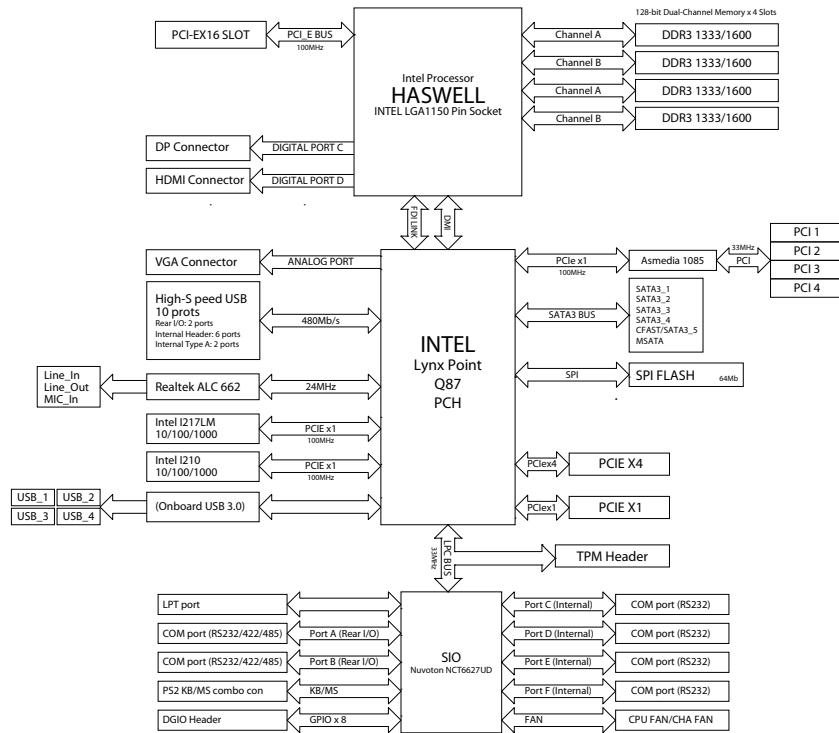 128-bit Dual-Channel Memory x 4 Slots
PCI-EX16 SLOT
PCI_E BUS
100MHz
Intel Processor
HASWELL
INTEL LGA1150 Pin Socket
Channel A
DDR3 1333/1600
Channel B
DDR3 1333/1600
Channel A
DDR3 1333/1600
Channel B
DDR3 1333/1600
DP Connector
DIGITAL PORT C
HDMI Connector
DIGITAL PORT D
FDI LINK
DMI
VGA Connector
ANALOG PORT
High-S peed USB
10 prots
Rear I/O: 2 ports
Internal Header: 6 ports
Internal Type A: 2 ports
480Mb/s
Line_In
Line_Out
MIC_In
Realtek ALC 662
24MHz
Intel I217LM
10/100/1000
PCIE x1
100MHz
Intel I210
10/100/1000
PCIE x1
100MHz
USB_1
USB_2
USB_3
USB_4
(Onboard USB 3.0)
INTEL
Lynx Point
Q87
PCH
PCIe x1
100MHz
Asmedia 1085
33MHz
PCI
PCI 1
PCI 2
PCI 3
PCI 4
SATA3 BUS
SATA3_1
SATA3_2
SATA3_3
SATA3_4
CFAST/SATA3_5
MSATA
SPI
SPI FLASH
64Mb
PCIex4
PCIE X4
PCIex1
PCIE X1
LPC BUS
33MHz
TPM Header
LPT port
COM port (RS232/422/485)
Port A (Rear I/O)
COM port (RS232/422/485)
Port B (Rear I/O)
PS2 KB/MS combo con
KB/MS
DGIO Header
GPIO x 8
SIO
Nuvoton NCT6627UD
Port C (Internal)
COM port (RS232)
Port D (Internal)
COM port (RS232)
Port E (Internal)
COM port (RS232)
Port F (Internal)
COM port (RS232)
FAN
CPU FAN/CHA FAN